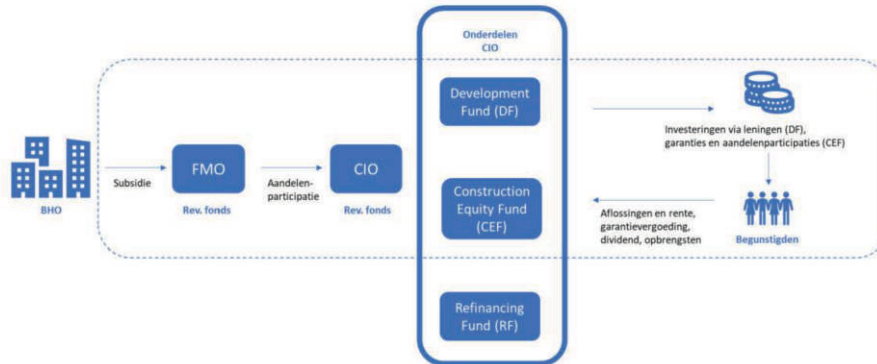 Onderdelen
CIO
Development
Fund (DF)
Investeringen via leningen (DF),
garanties en aandelenparticipaties (CEF)
BHO
Subsidie
FMO
Rev. fonds
Aandelen-
participatie
CIO
Rev. fonds
Construction
Equity Fund
(CEF)
Aflossingen en rente,
garantievergoeding,
dividend, opbrengsten
Begunstigden
Refinancing
Fund (RF)